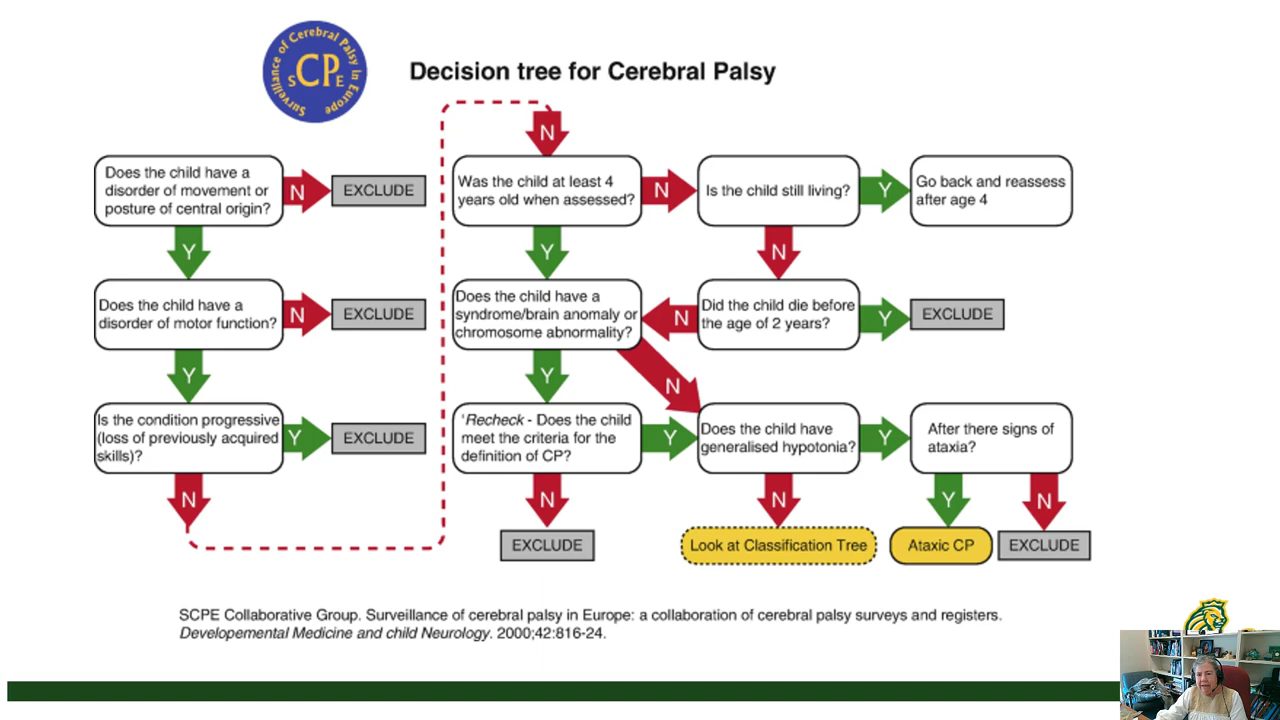 Surveillance of Cerebral Palsy in Europe
SCPE
Decision tree for Cerebral Palsy
N
Does the child have a
disorder of movement or
posture of central origin?
N
EXCLUDE
Was the child at least 4
years old when assessed?
N
Is the child still living?
Y
Go back and reassess
after age 4
Y
Y
N
Does the child have a
disorder of motor function?
N
EXCLUDE
Does the child have a
syndrome/brain anomaly or
chromosome abnormality?
N
Did the child die before
the age of 2 years?
Y
EXCLUDE
Y
Y
N
Is the condition progressive
(loss of previously acquired
skills)?
Y
EXCLUDE
'Recheck - Does the child
meet the criteria for the
definition of CP?
Y
Does the child have
generalised hypotonia?
Y
After there signs of
ataxia?
N
N
N
Y
N
EXCLUDE
Look at Classification Tree
Ataxic CP
EXCLUDE
SCPE Collaborative Group. Surveillance of cerebral palsy in Europe: a collaboration of cerebral palsy surveys and registers.
Developemental Medicine and child Neurology. 2000;42:816-24.